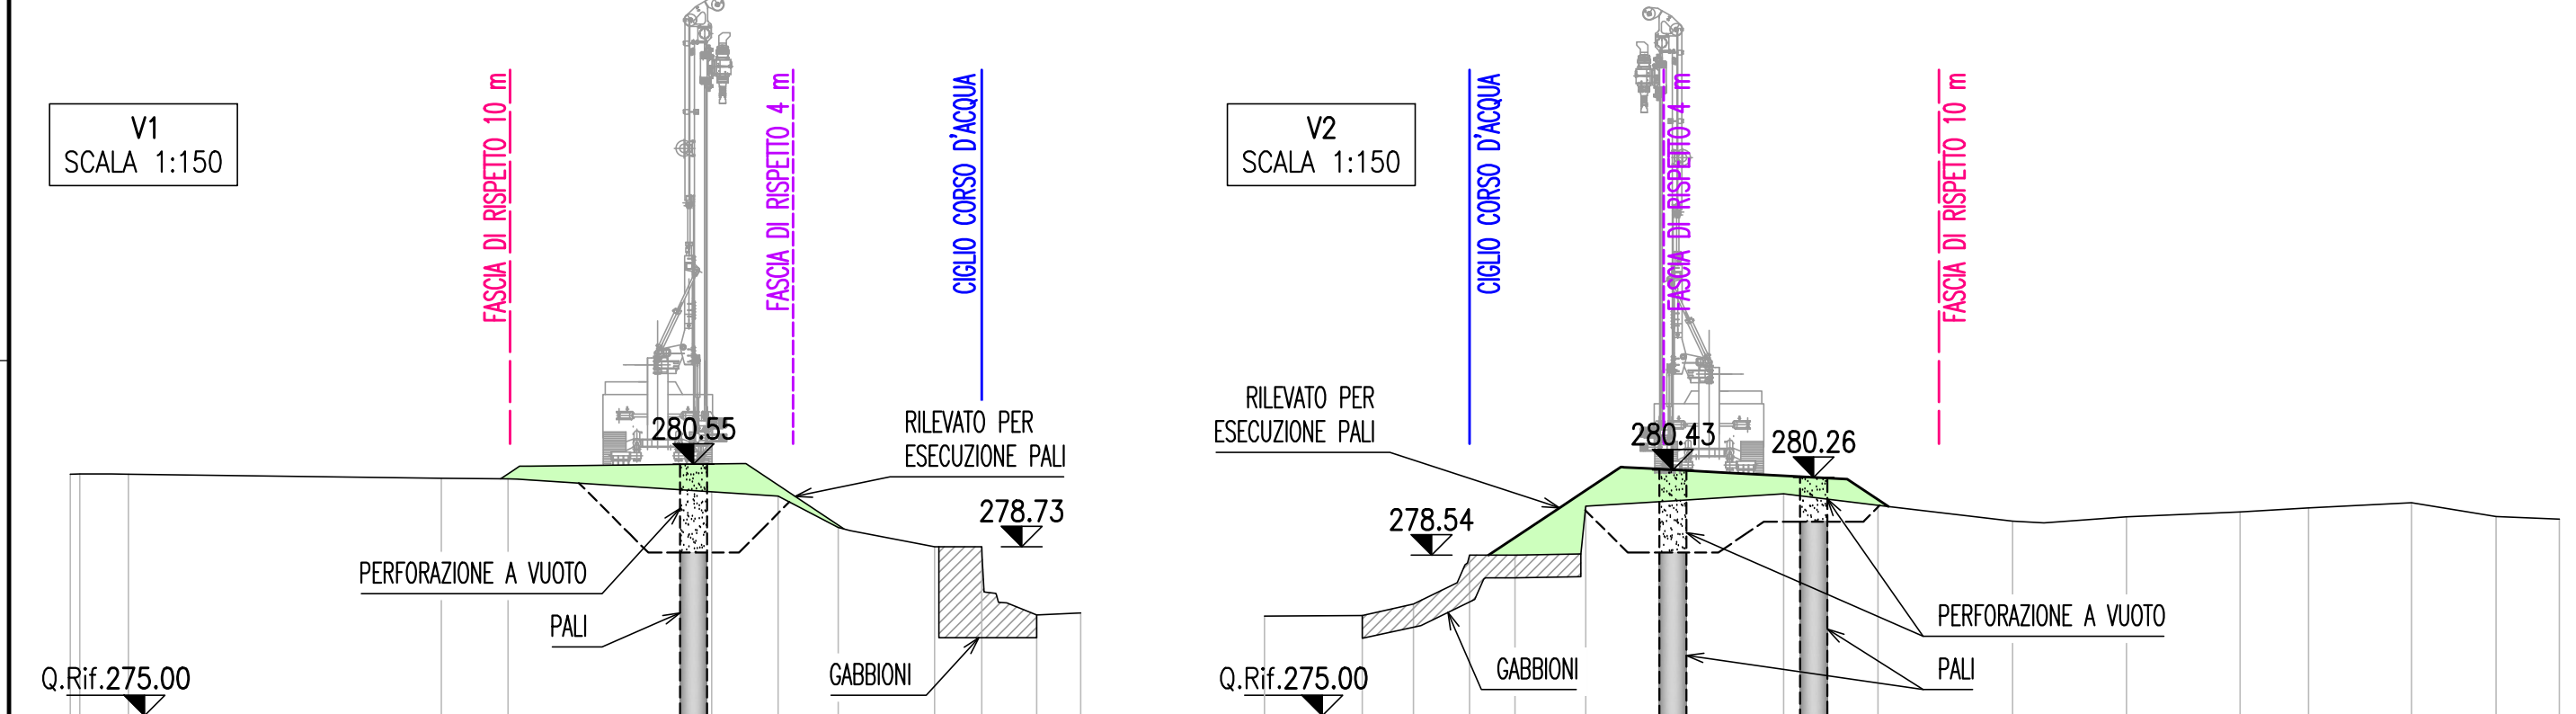 V1
SCALA 1:150
FASCIA DI RISPETTO 10 m
FASCIA DI RISPETTO 4 m
CIGLIO CORSO D'ACQUA
280.55
RILEVATO PER
ESECUZIONE PALI
278.73
PERFORAZIONE A VUOTO
PALI
GABBIONI
Q.Rif.275.00
V2
SCALA 1:150
CIGLIO CORSO D'ACQUA
FASCIA DI RISPETTO 4 m
FASCIA DI RISPETTO 10 m
RILEVATO PER
ESECUZIONE PALI
280.43
280.26
278.54
PERFORAZIONE A VUOTO
GABBIONI
PALI
Q.Rif.275.00